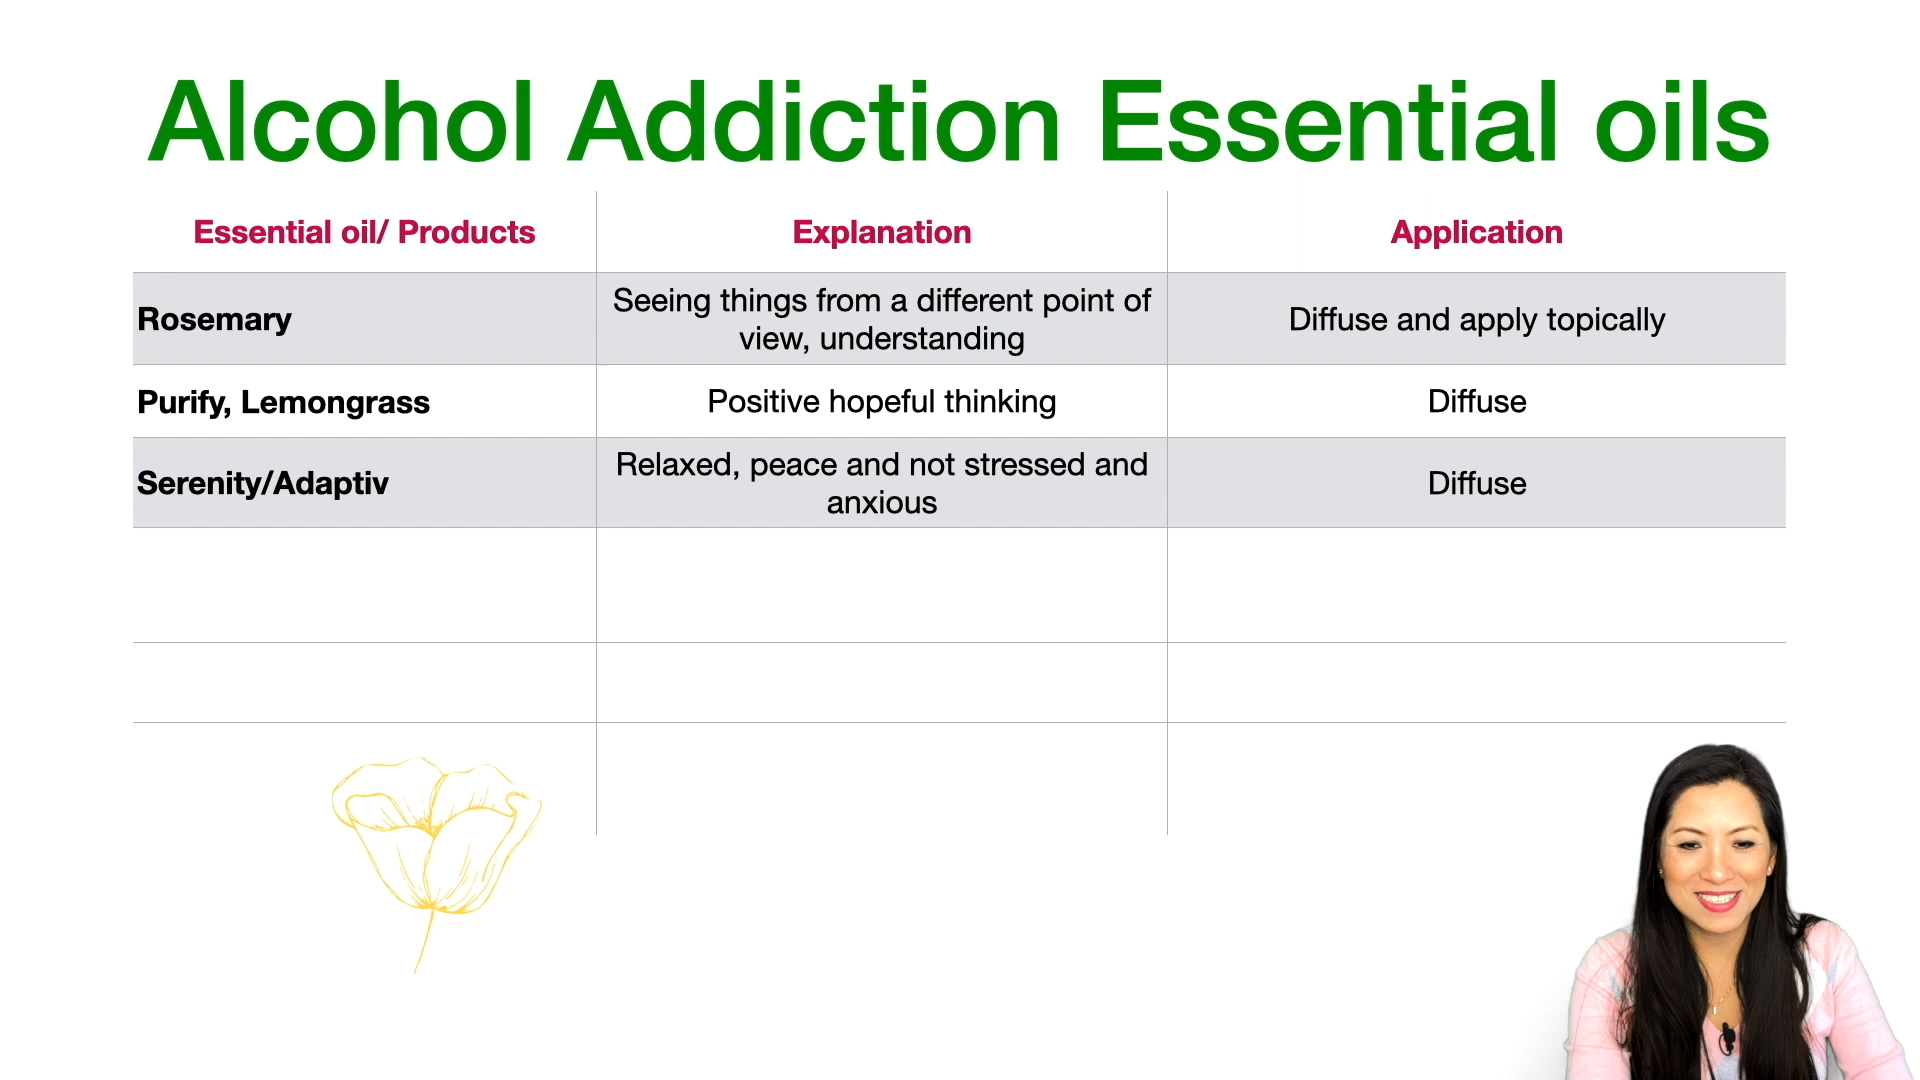 Alcohol Addiction Essential oils
Essential oil/ Products
Explanation
Application
Rosemary
Seeing things from a different point of
view, understanding
Diffuse and apply topically
Purify, Lemongrass
Positive hopeful thinking
Diffuse
Serenity/Adaptiv
Relaxed, peace and not stressed and
anxious
Diffuse